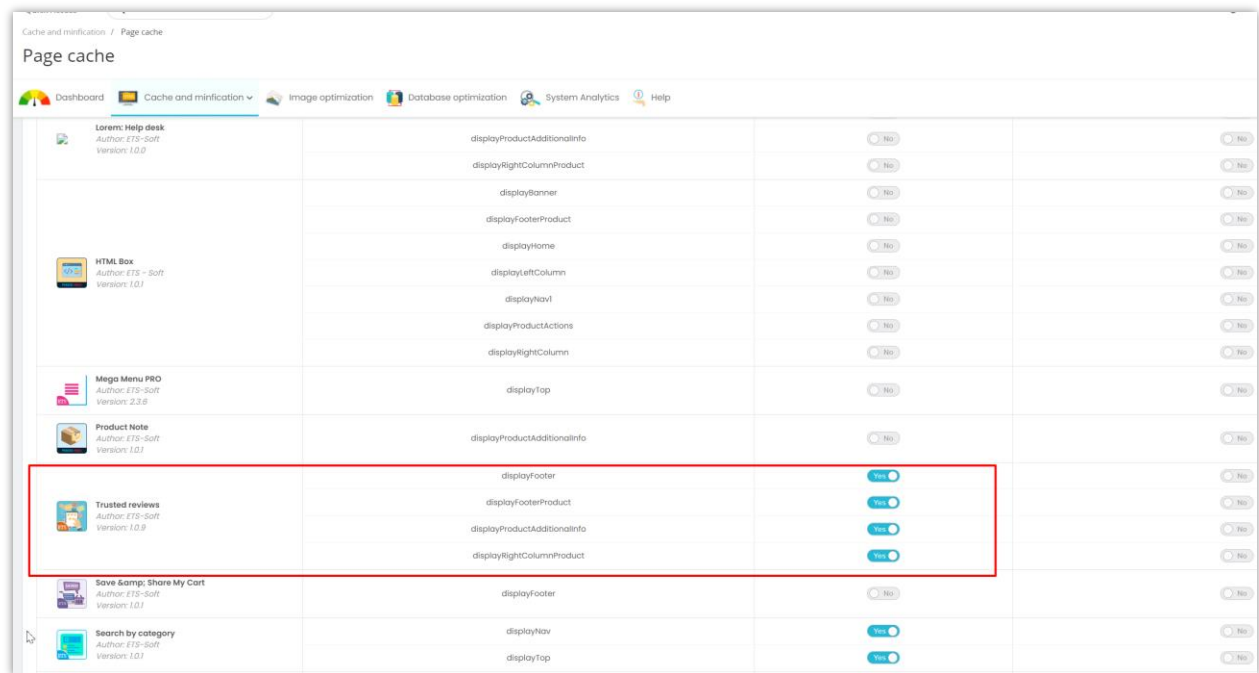 Cache and minfication / Page cache
Page cache
Dashboard Cache and minfication Image optimization Database optimization System Analytics Help
Lorem: Help desk
Author: ETS-Soft
Version: 1.0.0
displayProductAdditionalInfo No No
displayRightColumnProduct No No
displayBanner No No
displayFooterProduct No No
displayHome No No
HTML Box
Author: ETS - Soft
Version: 1.0.1
displayLeftColumn No No
displayNav1 No No
displayProductActions No No
displayRightColumn No No
Mega Menu PRO
Author: ETS-Soft
Version: 2.3.6
displayTop No No
Product Note
Author: ETS-Soft
Version: 1.0.1
displayProductAdditionalInfo No No
displayFooter Yes No
displayFooterProduct Yes No
Trusted reviews
Author: ETS-Soft
Version: 1.0.9
displayProductAdditionalInfo Yes No
displayRightColumnProduct Yes No
Save &amp; Share My Cart
Author: ETS-Soft
Version: 1.0.1
displayFooter No No
displayNav Yes No
Search by category
Author: ETS-Soft
Version: 1.0.1
displayTop Yes No